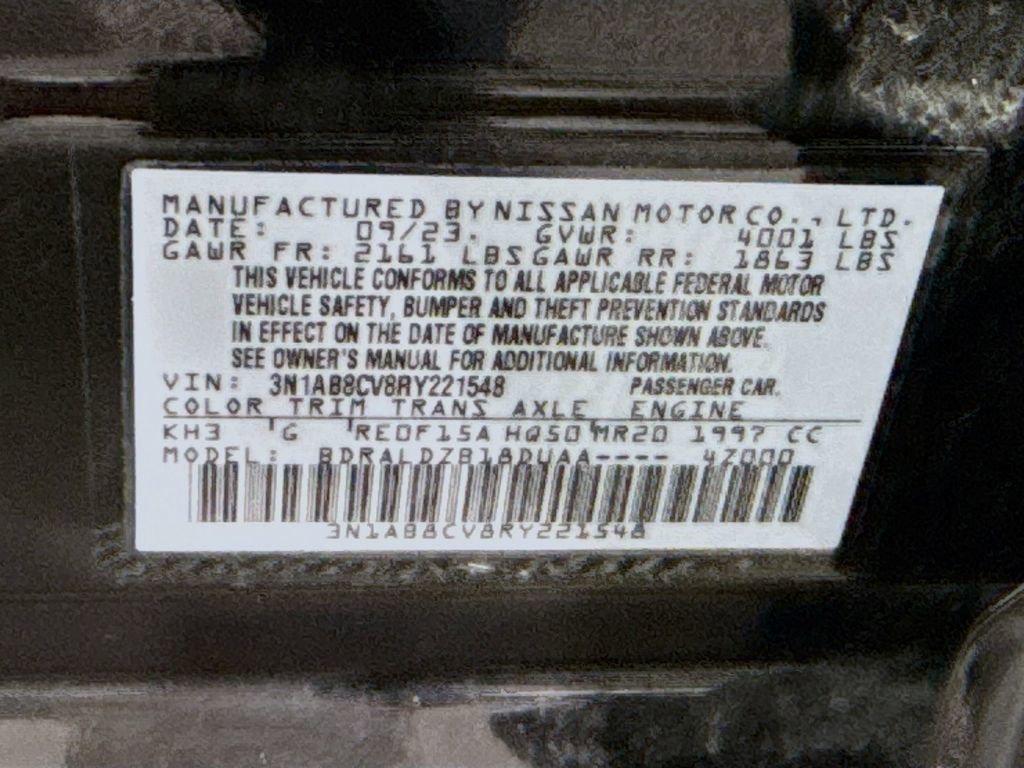 MANUFACTURED BY NISSAN MOTOR CO., LTD.
DATE: 09/23. GVWR: 4001 LBS
GAWR FR: 2161 LBS GAWR RR: 1863 LBS
THIS VEHICLE CONFORMS TO ALL APPLICABLE FEDERAL MOTOR
VEHICLE SAFETY, BUMPER AND THEFT PREVENTION STANDARDS
IN EFFECT ON THE DATE OF MANUFACTURE SHOWN ABOVE.
SEE OWNER'S MANUAL FOR ADDITIONAL INFORMATION.
VIN: 3N1AB8CV8RY221548 PASSENGER CAR.
COLOR TRIM TRANS AXLE ENGINE
KH3 G RE0F15A HQ50 MR20 1997 CC
MODEL: BDRALDZB18DUAA---- 47000
3N1AB8CV8RY221548